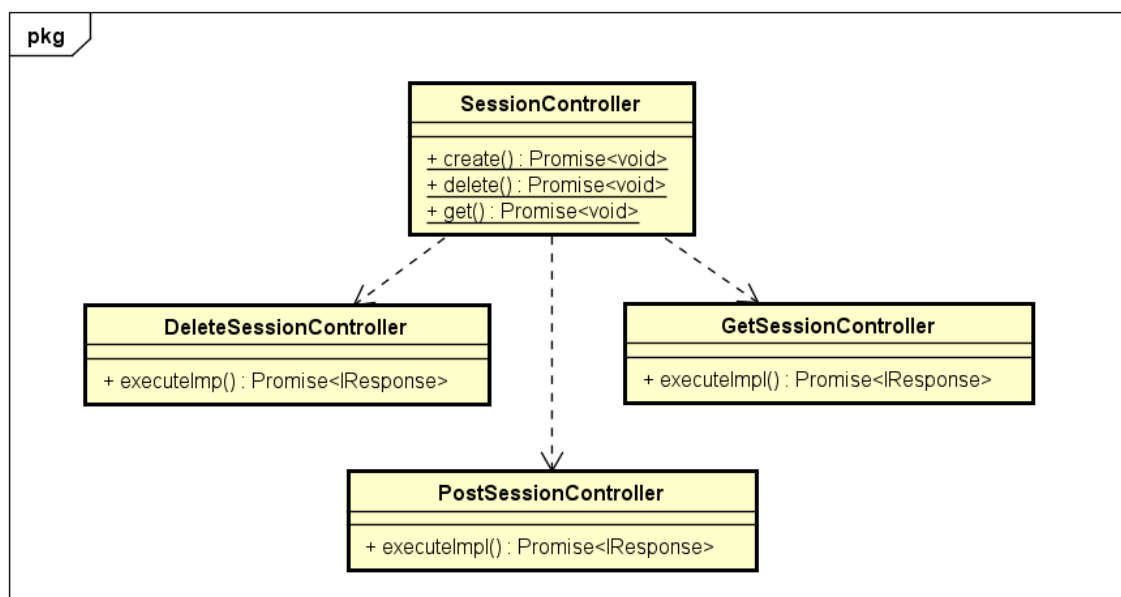 pkg
SessionController
+ create() : Promise<void>
+ delete() : Promise<void>
+ get() : Promise<void>
DeleteSessionController
+ executeImp() : Promise<IResponse>
GetSessionController
+ executeImpl() : Promise<IResponse>
PostSessionController
+ executeImpl() : Promise<IResponse>